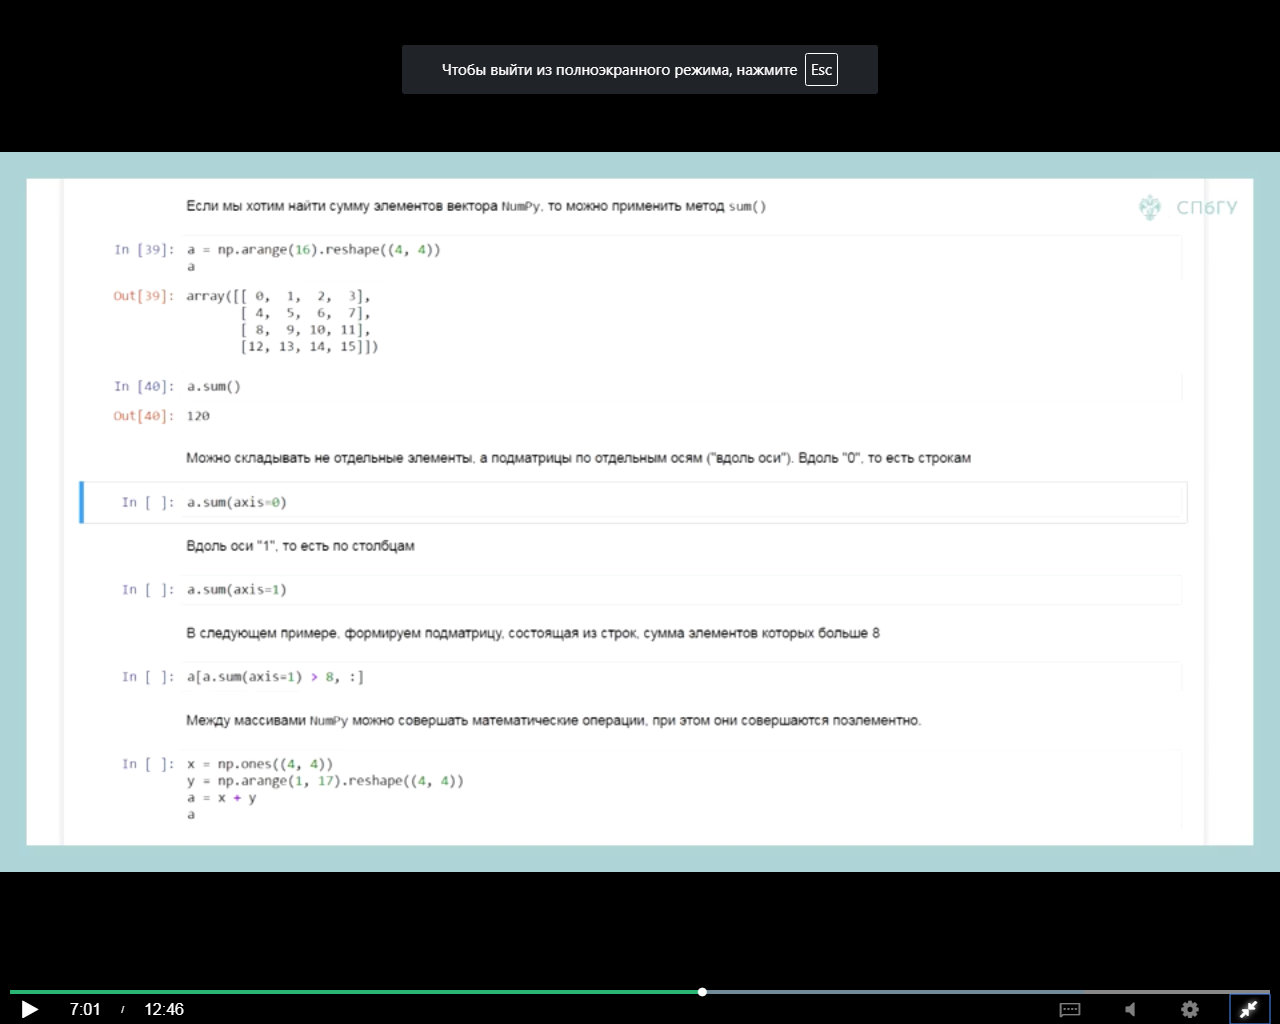 Чтобы выйти из полноэкранного режима, нажмите Esc
Если мы хотим найти сумму элементов вектора NumPy, то можно применить метод sum()
СПбГУ
In [39]: a = np.arange(16).reshape((4, 4))
a
Out[39]: array([[ 0, 1, 2, 3],
[ 4, 5, 6, 7],
[ 8, 9, 10, 11],
[12, 13, 14, 15]])
In [40]: a.sum()
Out[40]: 120
Можно складывать не отдельные элементы, а подматрицы по отдельным осям ("вдоль оси"). Вдоль "0", то есть строкам
In [ ]: a.sum(axis=0)
Вдоль оси "1", то есть по столбцам
In [ ]: a.sum(axis=1)
В следующем примере, формируем подматрицу, состоящая из строк, сумма элементов которых больше 8
In [ ]: a[a.sum(axis=1) > 8, :]
Между массивами NumPy можно совершать математические операции, при этом они совершаются поэлементно.
In [ ]: x = np.ones((4, 4))
y = np.arange(1, 17).reshape((4, 4))
a = x + y
a
7:01 / 12:46